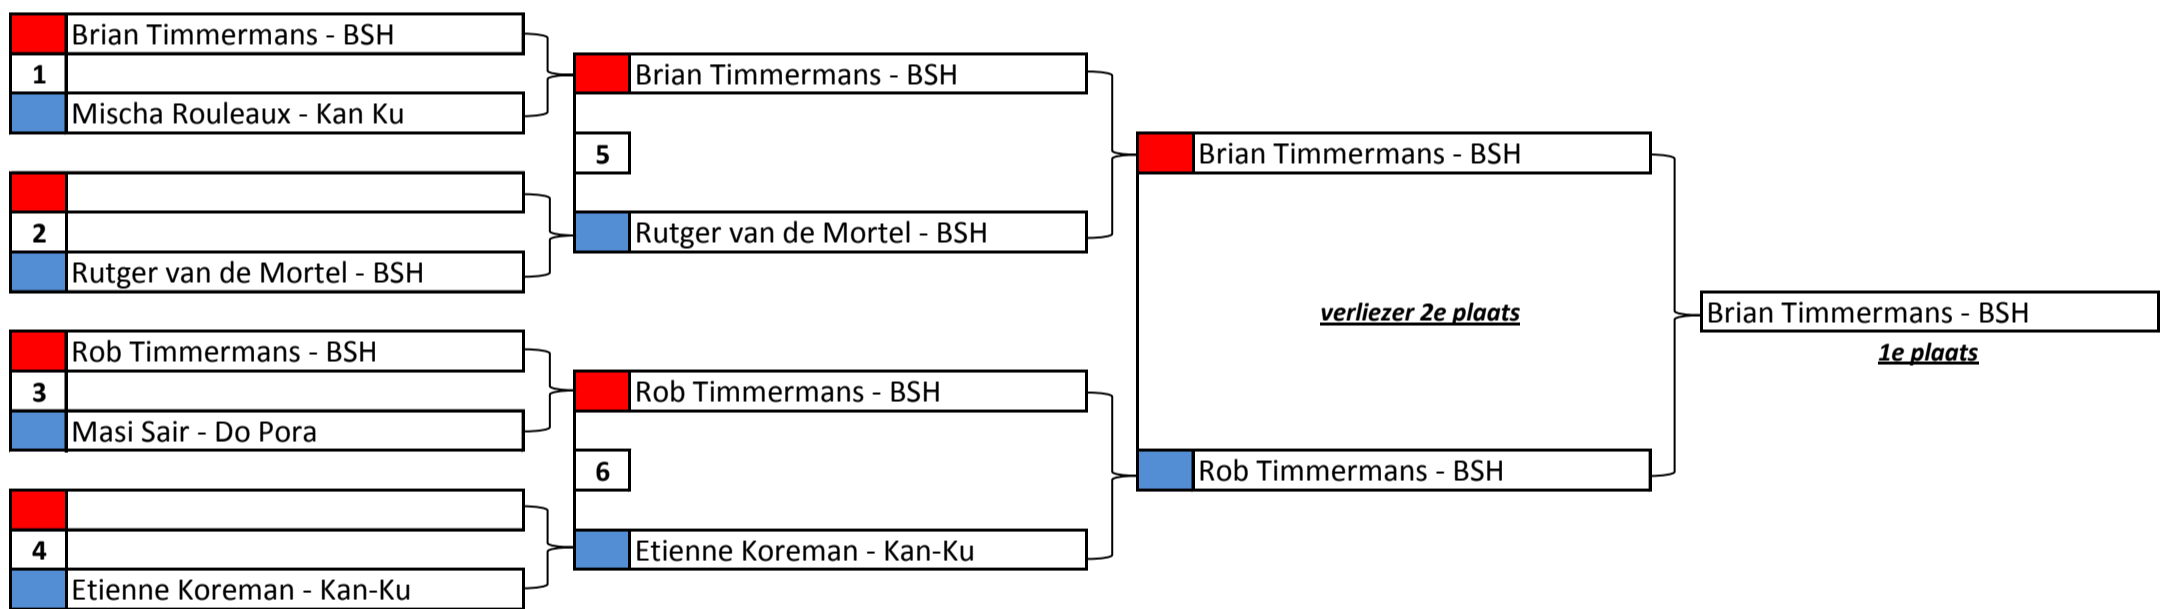 Brian Timmermans - BSH
1
Mischa Rouleaux - Kan Ku
2
Rutger van de Mortel - BSH
3
Rob Timmermans - BSH
Masi Sair - Do Pora
4
Etienne Koreman - Kan-Ku
Brian Timmermans - BSH
5
Rutger van de Mortel - BSH
Rob Timmermans - BSH
6
Etienne Koreman - Kan-Ku
Brian Timmermans - BSH
verliezer 2e plaats
Rob Timmermans - BSH
Brian Timmermans - BSH
1e plaats